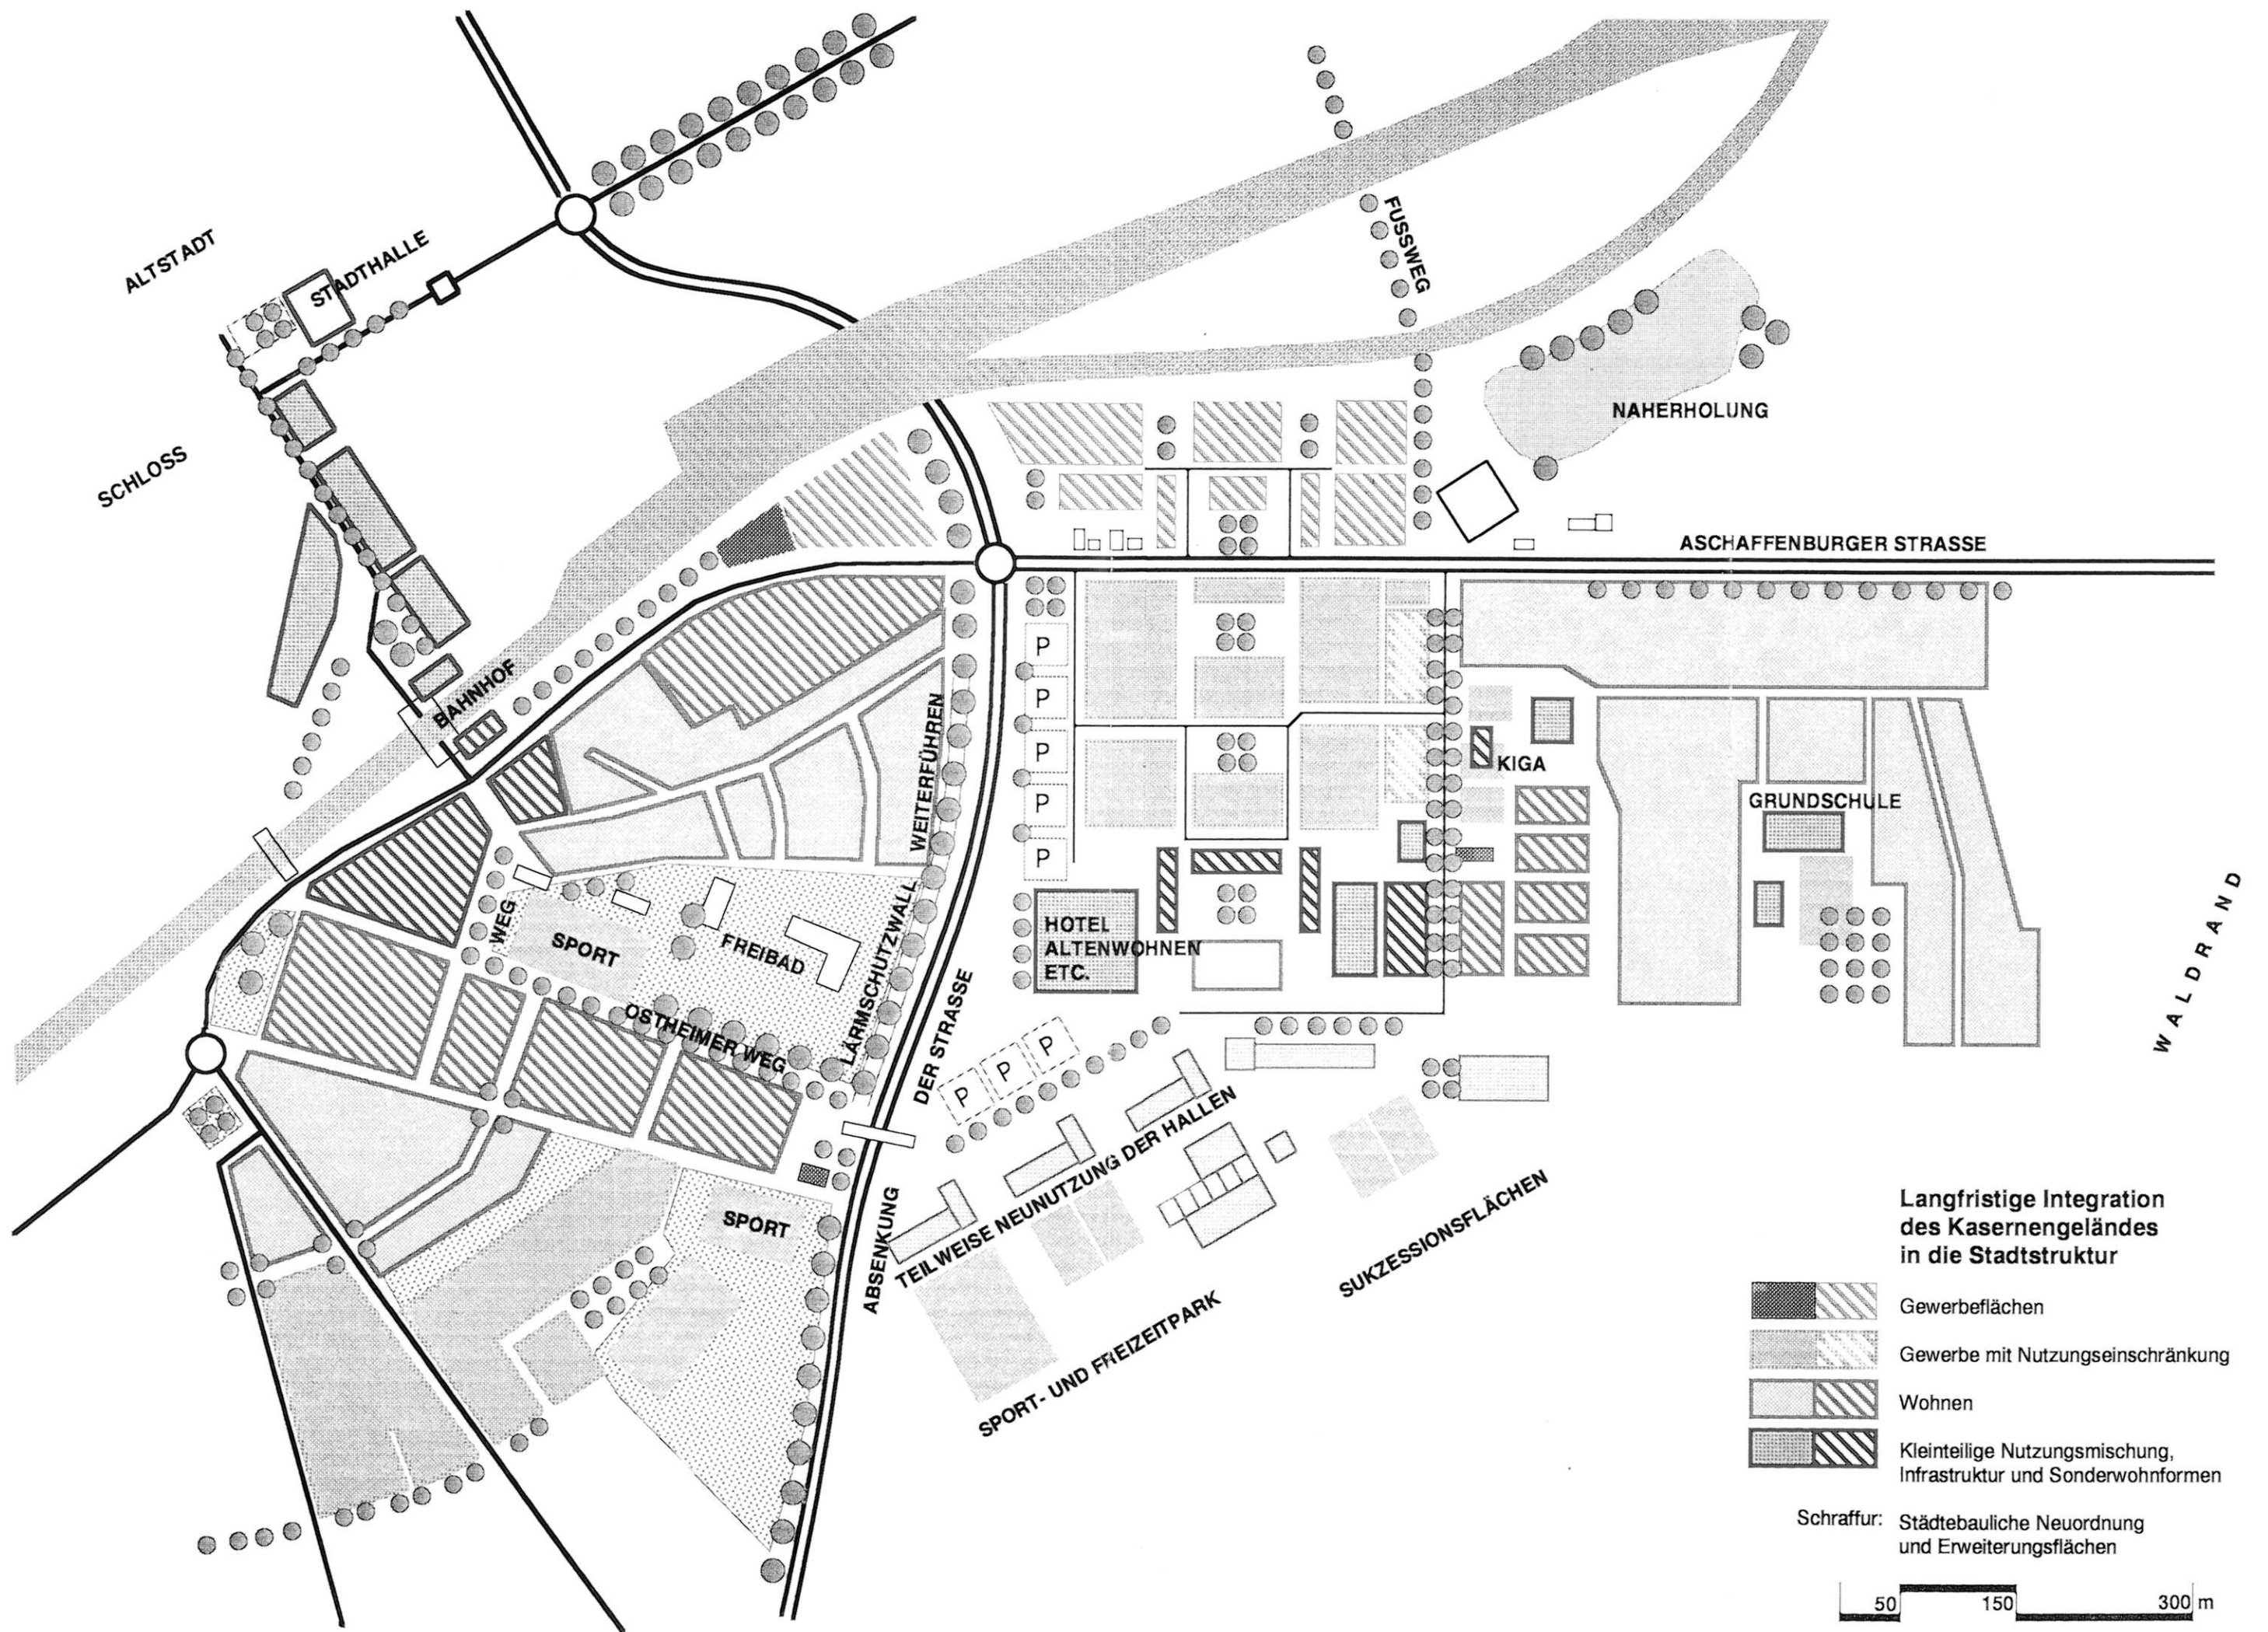 ALTSTADT
STADTHALLE
FUSSWEG
NAHERHOLUNG
SCHLOSS
ASCHAFFENBURGER STRASSE
BAHNHOF
P
P
P
P
P
WEITERFÜHREN
KIGA
GRUNDSCHULE
WEG
SPORT
FREIBAD
LÄRMSCHUTZWALL
HOTEL
ALTENWOHNEN
ETC.
OSTHEIMER WEG
DER STRASSE
P
P
P
WALDRAND
SPORT
ABSENKUNG
TEILWEISE NEUNUTZUNG DER HALLEN
SUKZESSIONSFLÄCHEN
SPORT- UND FREIZEITPARK
Langfristige Integration
des Kasernengeländes
in die Stadtstruktur
Gewerbeflächen
Gewerbe mit Nutzungseinschränkung
Wohnen
Kleinteilige Nutzungsmischung,
Infrastruktur und Sonderwohnformen
Schraffur: Städtebauliche Neuordnung
und Erweiterungsflächen
50 150 300 m